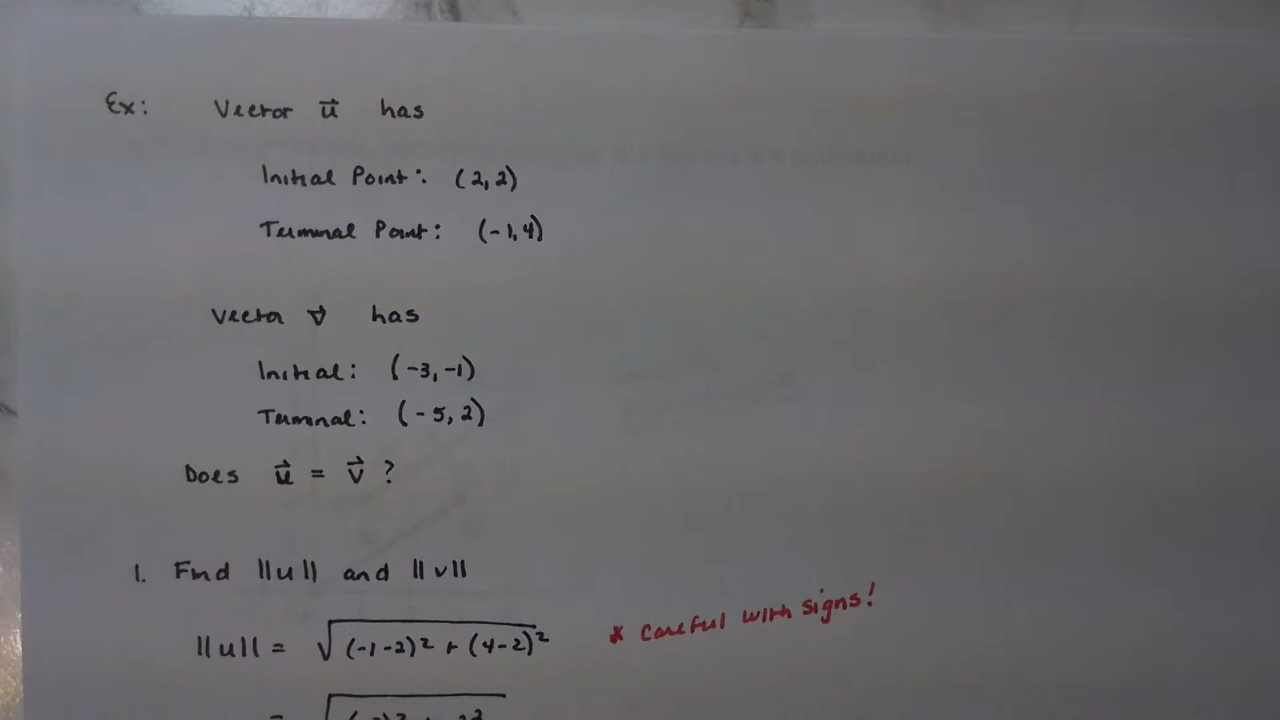 Ex: Vector u⃗ has
Initial Point: (2,2)
Terminal Point: (-1,4)
Vector v⃗ has
Initial: (-3,-1)
Terminal: (-5,2)
Does u⃗ = v⃗ ?
1. Find ||u|| and ||v||
||u|| = √((-1-2)² + (4-2)²) * Careful with signs!
=